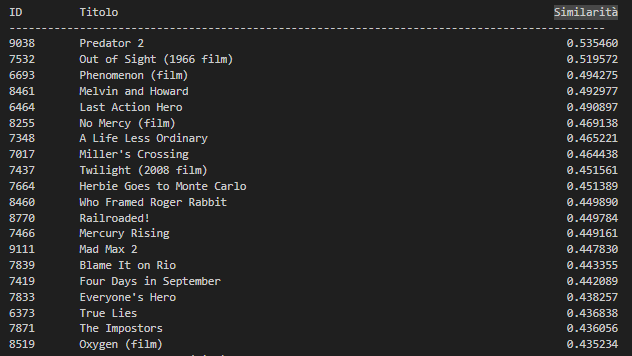 ID Titolo Similarità
--------------------------------------------------------------------------------------------
9038 Predator 2 0.535460
7532 Out of Sight (1966 film) 0.519572
6693 Phenomenon (film) 0.494275
8461 Melvin and Howard 0.492977
6464 Last Action Hero 0.490897
8255 No Mercy (film) 0.469138
7348 A Life Less Ordinary 0.465221
7017 Miller's Crossing 0.464438
7437 Twilight (2008 film) 0.451561
7664 Herbie Goes to Monte Carlo 0.451389
8460 Who Framed Roger Rabbit 0.449890
8770 Railroaded! 0.449784
7466 Mercury Rising 0.449161
9111 Mad Max 2 0.447830
7839 Blame It on Rio 0.443355
7419 Four Days in September 0.442089
7833 Everyone's Hero 0.438257
6373 True Lies 0.436838
7871 The Impostors 0.436056
8519 Oxygen (film) 0.435234